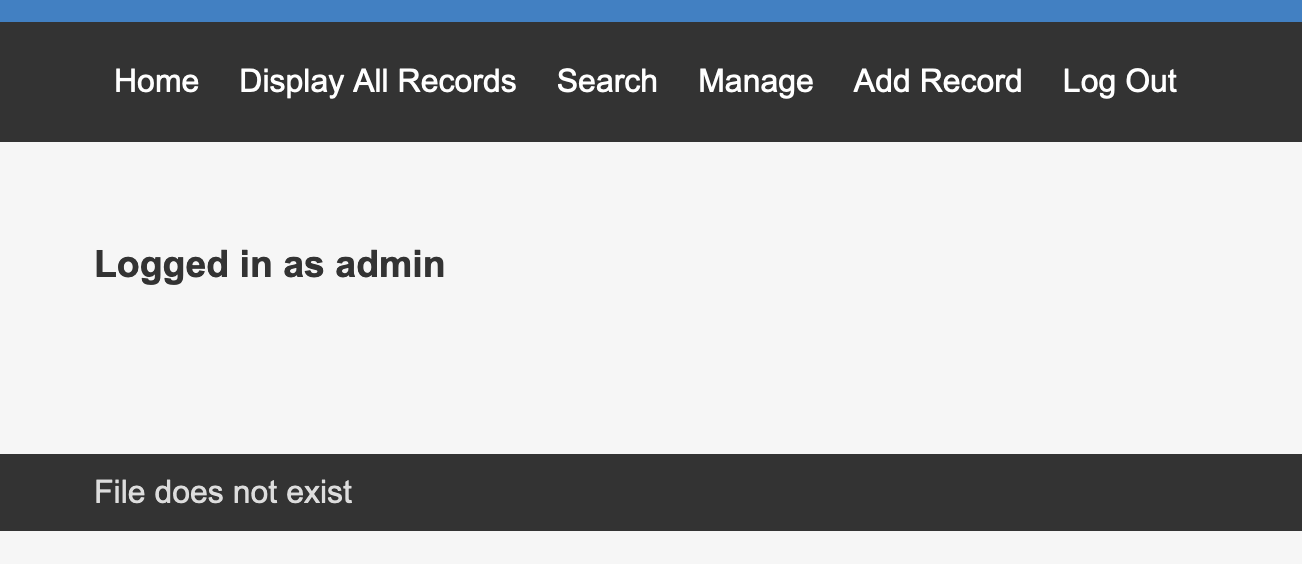 Home Display All Records Search Manage Add Record Log Out
Logged in as admin
File does not exist